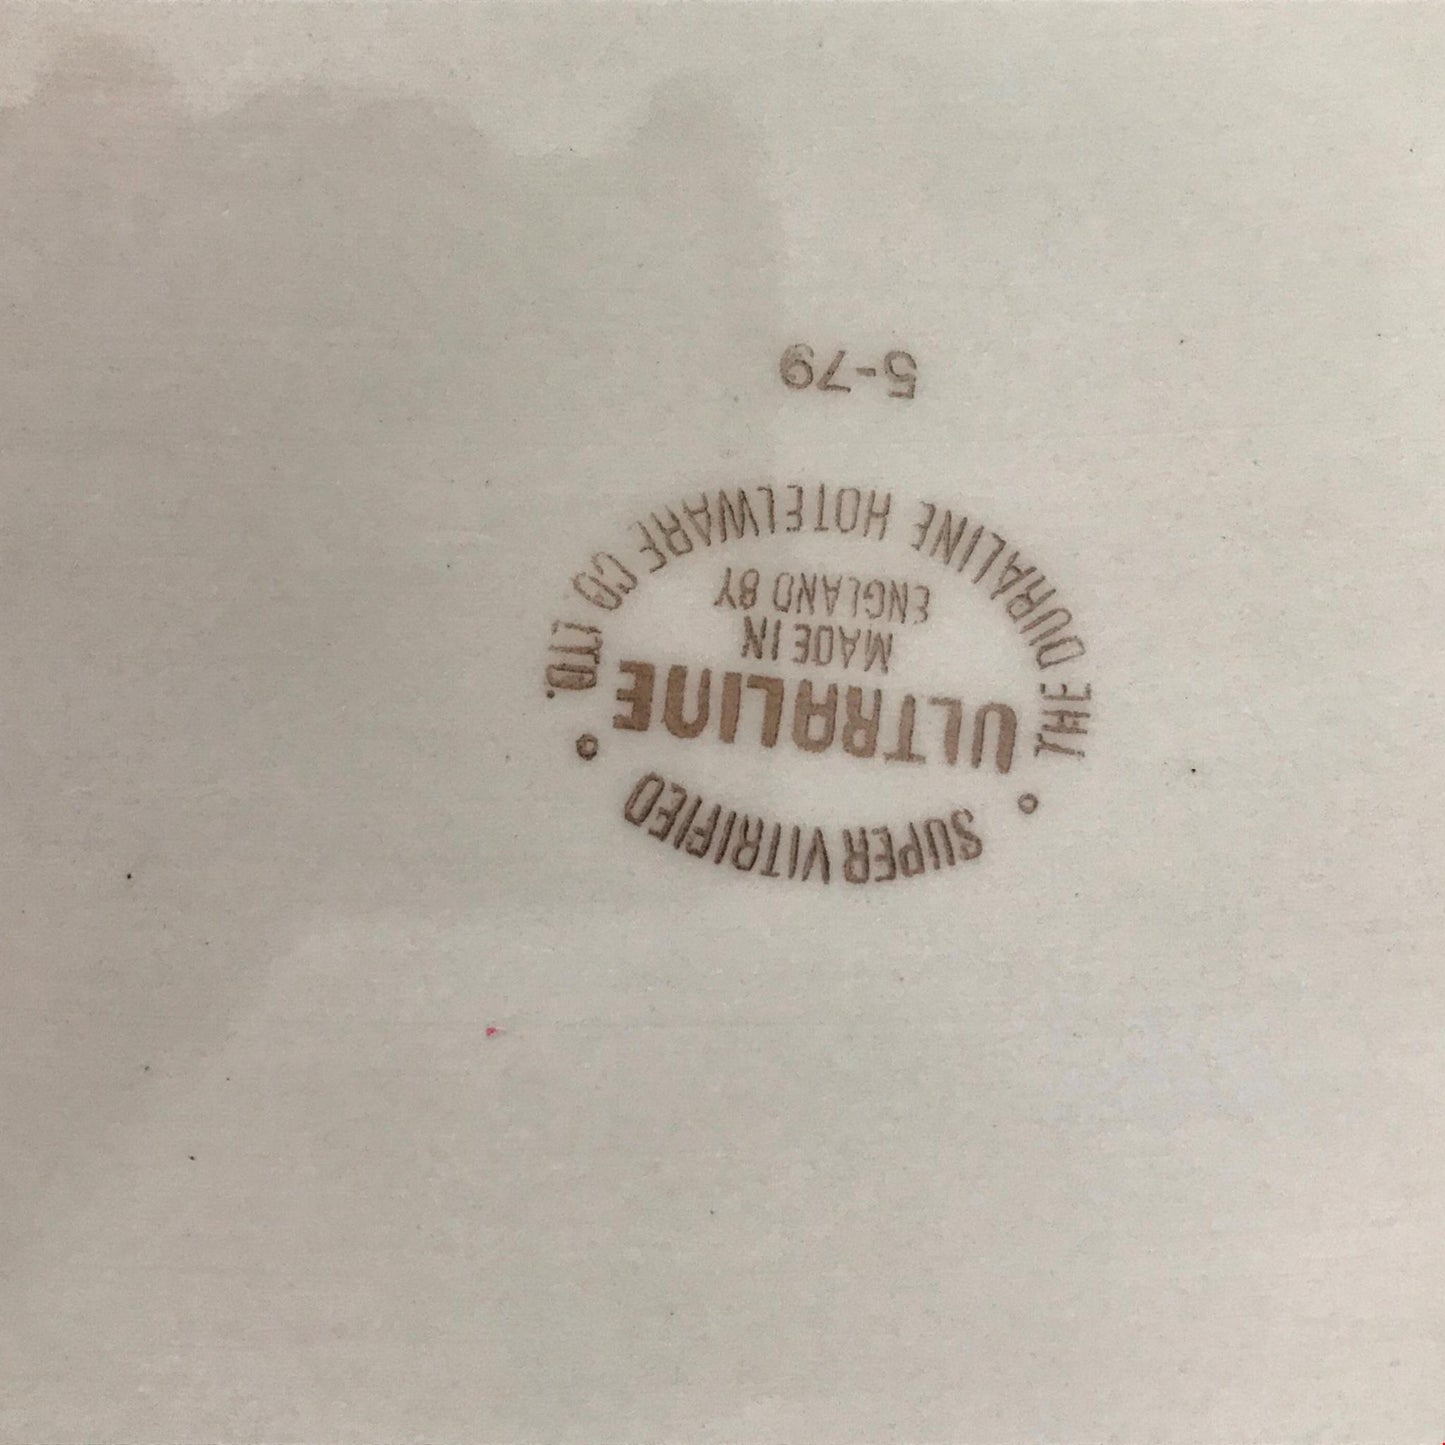 SUPER VITRIFIED
ULTRALINE
MADE IN
ENGLAND BY
THE DURALINE HOTELWARE CO. LTD.
5-79